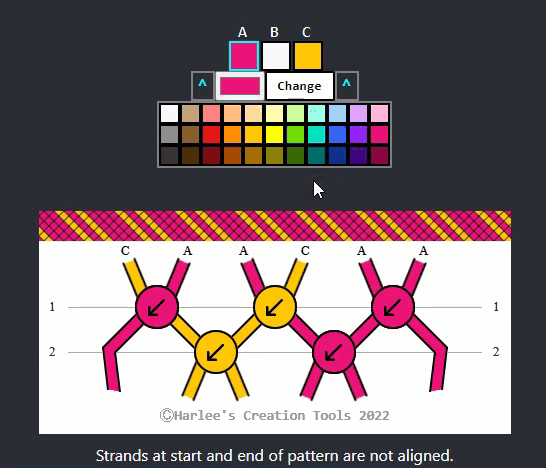 A B C
^ Change ^
C A A C A A
1 1
2 2
©Harlee's Creation Tools 2022
Strands at start and end of pattern are not aligned.